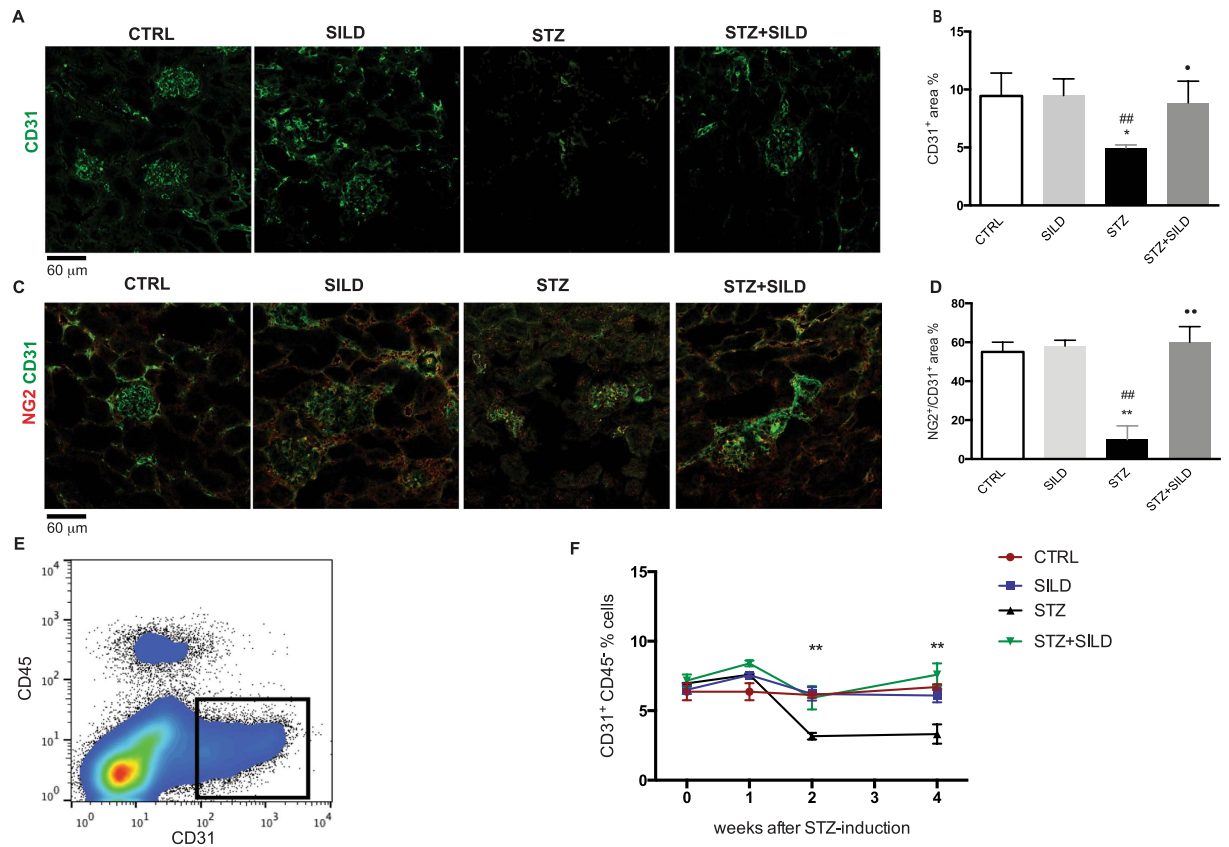 A
CTRL SILD STZ STZ+SILD
CD31
60 μm
B
CD31⁺ area %
15
10
5
0
•
##
*
CTRL SILD STZ STZ+SILD
C
CTRL SILD STZ STZ+SILD
NG2 CD31
60 μm
D
NG2⁺/CD31⁺ area %
80
60
40
20
0
••
##
**
CTRL SILD STZ STZ+SILD
E
CD45
10⁴
10³
10²
10¹
10⁰
10⁰ 10¹ 10² 10³ 10⁴
CD31
F
CD31⁺ CD45⁻ % cells
15
10
5
0
** **
0 1 2 3 4
weeks after STZ-induction
CTRL
SILD
STZ
STZ+SILD